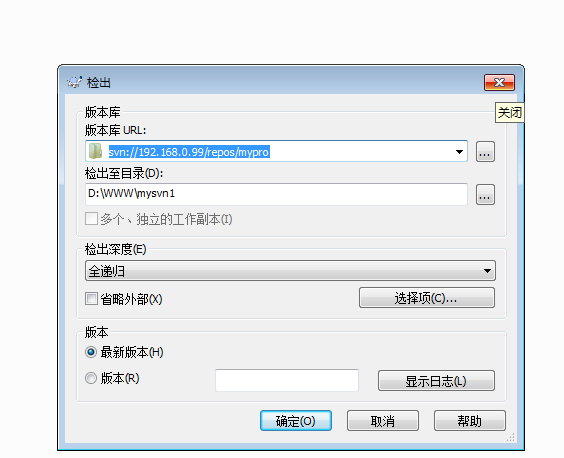 检出
关闭
版本库
版本库 URL:
svn://192.168.0.99/repos/mypro
...
检出至目录(D):
D:\WWW\mysvn1
...
多个、独立的工作副本(I)
检出深度(E)
全递归
省略外部(X)
选择项(C)...
版本
最新版本(H)
版本(R)
显示日志(L)
确定(O)
取消
帮助